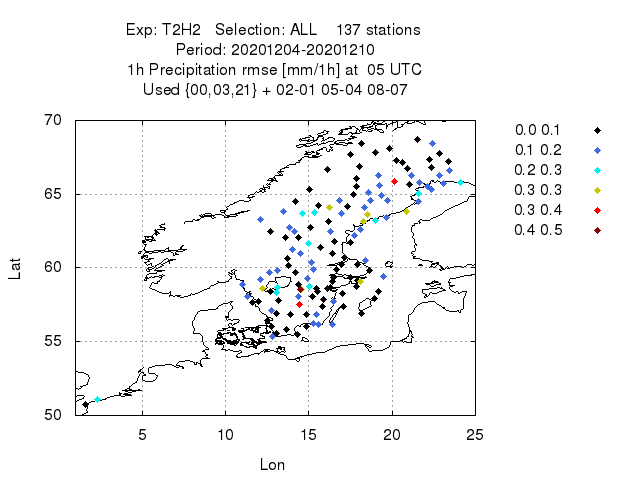 Exp: T2H2 Selection: ALL 137 stations
Period: 20201204-20201210
1h Precipitation rmse [mm/1h] at 05 UTC
Used {00,03,21} + 02-01 05-04 08-07
70
65
60
55
50
Lat
5
10
15
20
25
Lon
0.0 0.1
0.1 0.2
0.2 0.3
0.3 0.3
0.3 0.4
0.4 0.5